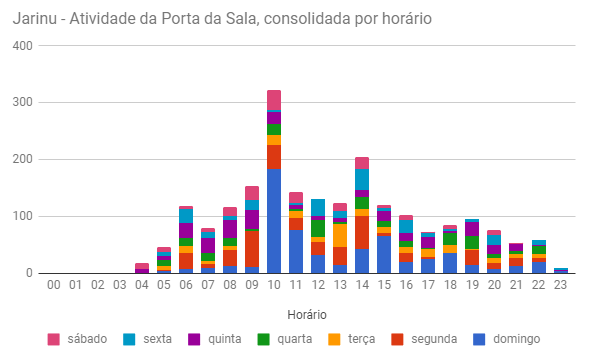 Jarinu - Atividade da Porta da Sala, consolidada por horário
400
300
200
100
0
00 01 02 03 04 05 06 07 08 09 10 11 12 13 14 15 16 17 18 19 20 21 22 23
Horário
sábado sexta quinta quarta terça segunda domingo